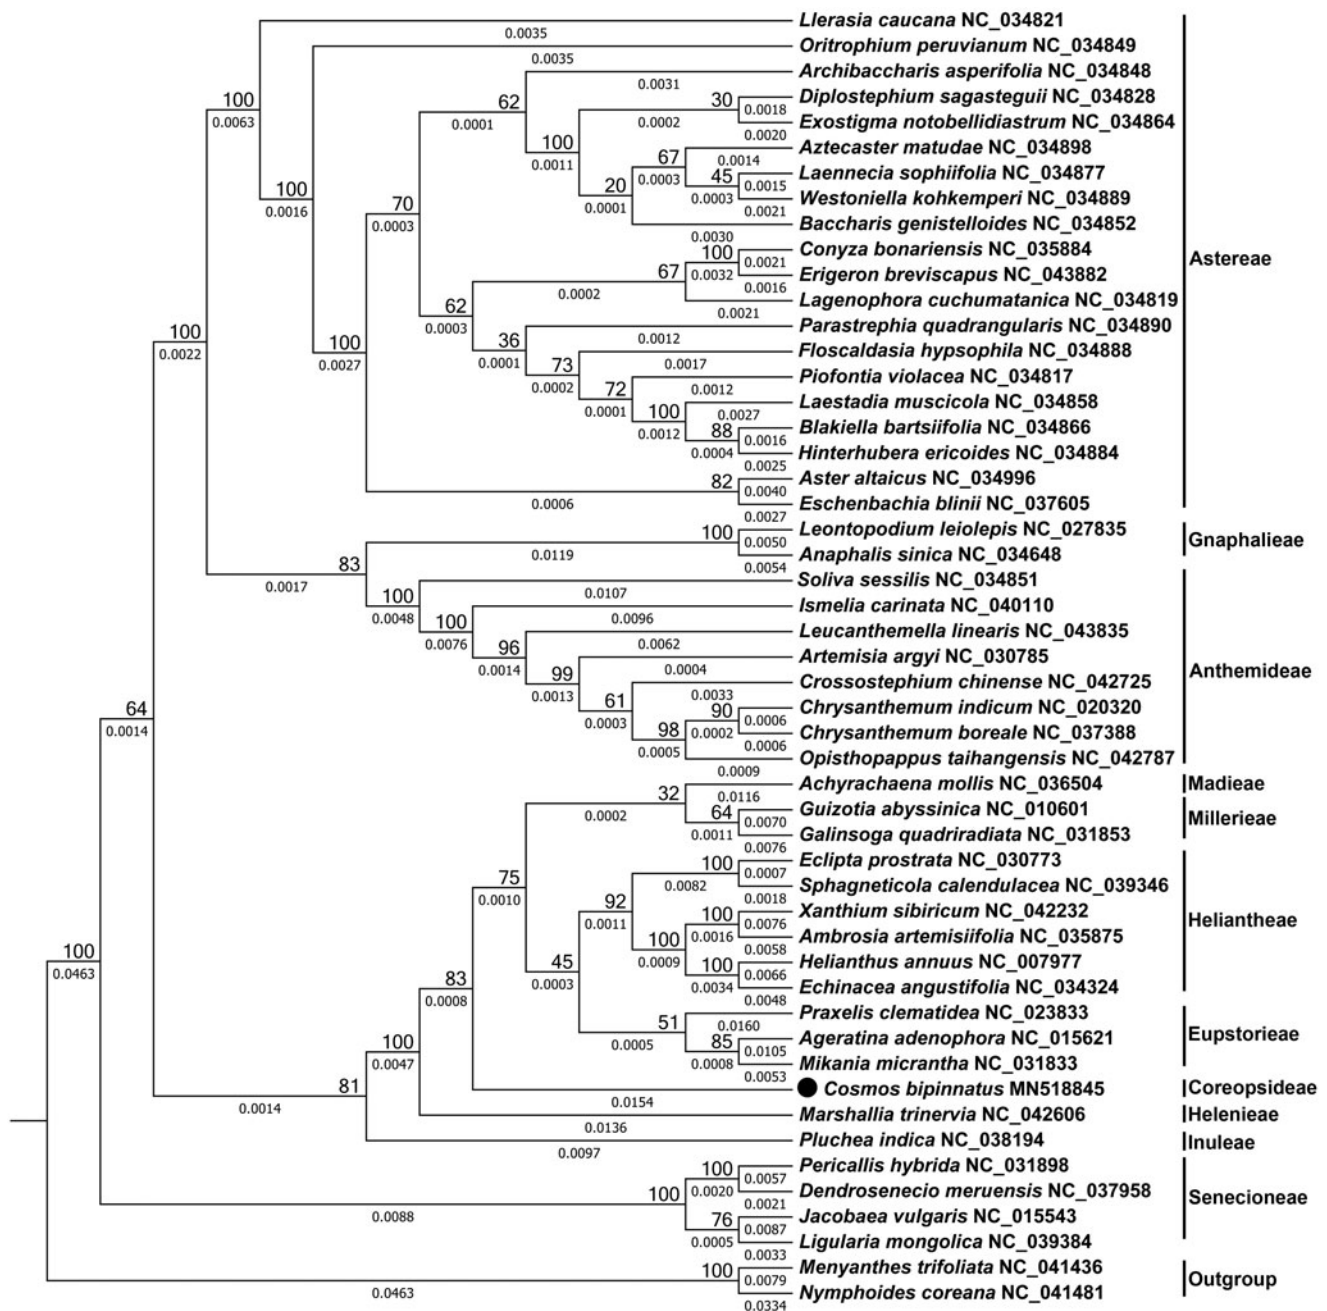 Llerasia caucana NC_034821
0.0035
Oritrophium peruvianum NC_034849
0.0035
Archibaccharis asperifolia NC_034848
0.0031
100
0.0063
62
0.0001
30
Diplostephium sagasteguii NC_034828
0.0018
0.0002
Exostigma notobellidiastrum NC_034864
0.0020
100
0.0011
Aztecaster matudae NC_034898
0.0014
67
0.0003
Laennecia sophiifolia NC_034877
45
0.0015
0.0003
20
0.0001
Westoniella kohkemperi NC_034889
0.0021
100
0.0016
70
0.0003
Baccharis genistelloides NC_034852
0.0030
Conyza bonariensis NC_035884
100
0.0021
0.0032
67
0.0002
Erigeron breviscapus NC_043882
0.0016
Astereae
Lagenophora cuchumatanica NC_034819
0.0021
62
0.0003
Parastrephia quadrangularis NC_034890
0.0012
100
0.0022
100
0.0027
36
0.0001
Floscaldasia hypsophila NC_034888
0.0017
73
0.0002
Piofontia violacea NC_034817
0.0012
72
0.0001
Laestadia muscicola NC_034858
0.0027
100
0.0012
Blakiella bartsiifolia NC_034866
88
0.0016
0.0004
Hinterhubera ericoides NC_034884
0.0025
Aster altaicus NC_034996
82
0.0040
0.0006
Eschenbachia blinii NC_037605
0.0027
Leontopodium leiolepis NC_027835
100
0.0050
0.0119
Gnaphalieae
Anaphalis sinica NC_034648
0.0054
83
0.0017
Soliva sessilis NC_034851
0.0107
100
0.0048
Ismelia carinata NC_040110
0.0096
100
0.0076
Leucanthemella linearis NC_043835
0.0062
96
0.0014
Artemisia argyi NC_030785
0.0004
99
0.0013
Anthemideae
Crossostephium chinense NC_042725
0.0033
61
0.0003
Chrysanthemum indicum NC_020320
90
0.0006
0.0002
Chrysanthemum boreale NC_037388
0.0006
98
0.0005
Opisthopappus taihangensis NC_042787
0.0009
64
0.0014
Achyrachaena mollis NC_036504
0.0116
Madieae
32
0.0002
Guizotia abyssinica NC_010601
64
0.0070
0.0011
Millerieae
Galinsoga quadriradiata NC_031853
0.0076
Eclipta prostrata NC_030773
100
0.0007
0.0082
75
0.0010
Sphagneticola calendulacea NC_039346
0.0018
92
0.0011
Xanthium sibiricum NC_042232
100
0.0076
0.0016
Heliantheae
Ambrosia artemisiifolia NC_035875
0.0058
100
0.0009
Helianthus annuus NC_007977
100
0.0066
0.0034
Echinacea angustifolia NC_034324
0.0048
100
0.0463
45
0.0003
83
0.0008
Praxelis clematidea NC_023833
0.0160
51
0.0005
Ageratina adenophora NC_015621
85
0.0105
0.0008
Eupstorieae
Mikania micrantha NC_031833
0.0053
100
0.0047
Cosmos bipinnatus MN518845
0.0154
Coreopsideae
81
0.0014
Marshallia trinervia NC_042606
0.0136
Helenieae
Pluchea indica NC_038194
0.0097
Inuleae
Pericallis hybrida NC_031898
100
0.0057
0.0020
Dendrosenecio meruensis NC_037958
0.0021
100
0.0088
Senecioneae
Jacobaea vulgaris NC_015543
76
0.0087
0.0005
Ligularia mongolica NC_039384
0.0033
Menyanthes trifoliata NC_041436
100
0.0079
0.0463
Outgroup
Nymphoides coreana NC_041481
0.0334